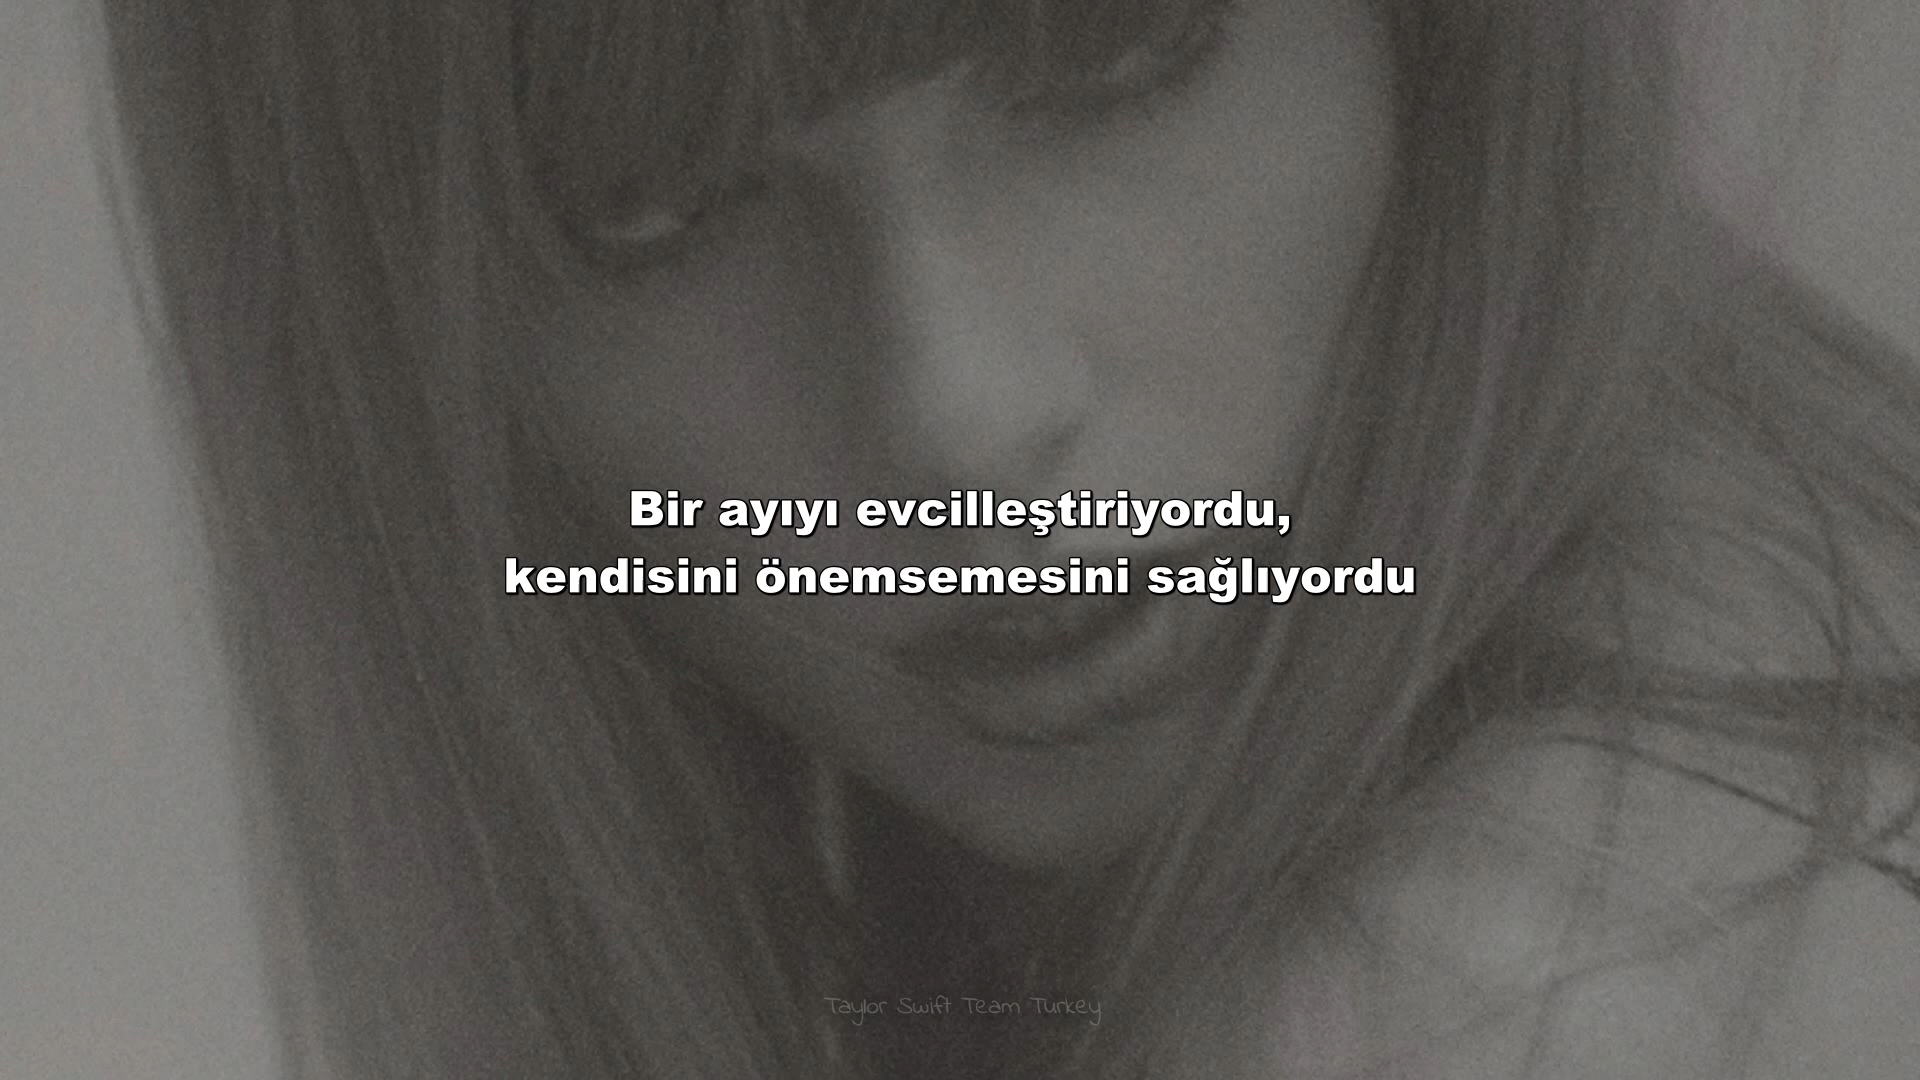 Bir ayıyı evcilleştiriyordu,
kendisini önemsemesini sağlıyordu
Taylor Swift Team Turkey